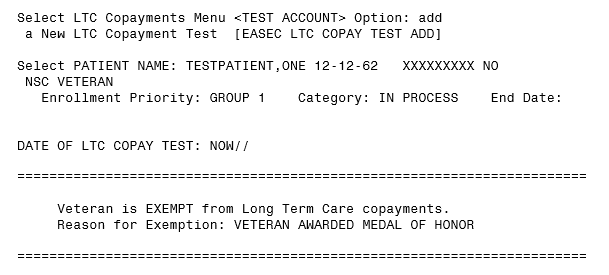 Select LTC Copayments Menu <TEST ACCOUNT> Option: add
a New LTC Copayment Test  [EASEC LTC COPAY TEST ADD]
Select PATIENT NAME: TESTPATIENT,ONE 12-12-62   XXXXXXXXX NO
NSC VETERAN
Enrollment Priority: GROUP 1    Category: IN PROCESS    End Date:
DATE OF LTC COPAY TEST: NOW//
=======================================================================
Veteran is EXEMPT from Long Term Care copayments.
Reason for Exemption: VETERAN AWARDED MEDAL OF HONOR
=======================================================================